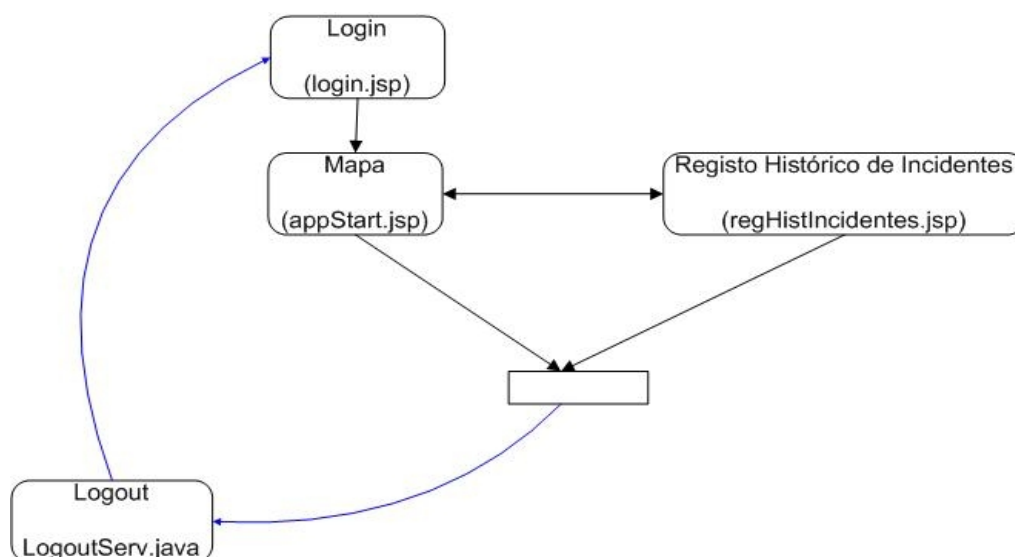 Login
(login.jsp)
Mapa
(appStart.jsp)
Registo Histórico de Incidentes
(regHistIncidentes.jsp)
Logout
LogoutServ.java